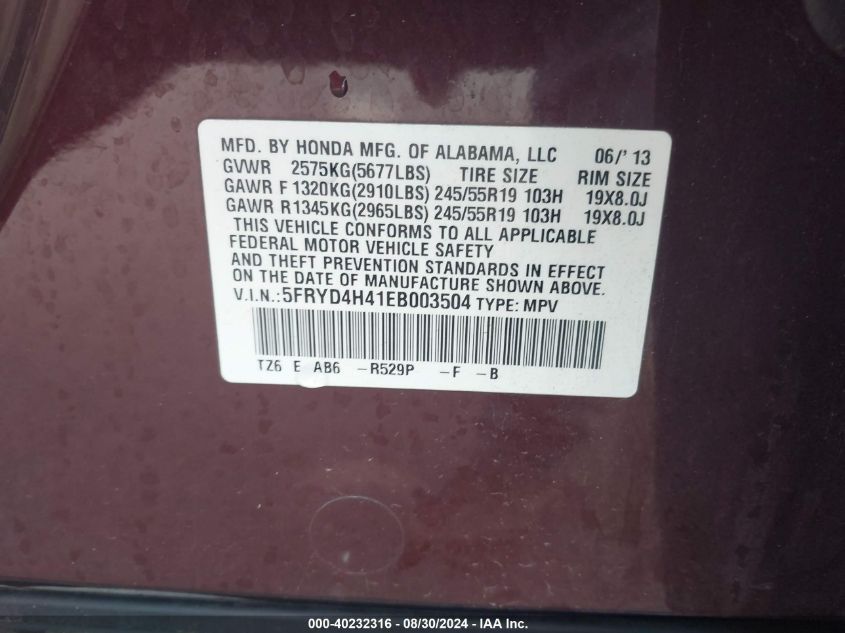 MFD. BY HONDA MFG. OF ALABAMA, LLC 06/'13
GVWR 2575KG(5677LBS) TIRE SIZE RIM SIZE
GAWR F 1320KG(2910LBS) 245/55R19 103H 19X8.0J
GAWR R1345KG(2965LBS) 245/55R19 103H 19X8.0J
THIS VEHICLE CONFORMS TO ALL APPLICABLE
FEDERAL MOTOR VEHICLE SAFETY
AND THEFT PREVENTION STANDARDS IN EFFECT
ON THE DATE OF MANUFACTURE SHOWN ABOVE.
V.I.N.:5FRYD4H41EB003504 TYPE: MPV
TZ6 E AB6 -R529P -F -B
000-40232316 - 08/30/2024 - IAA Inc.